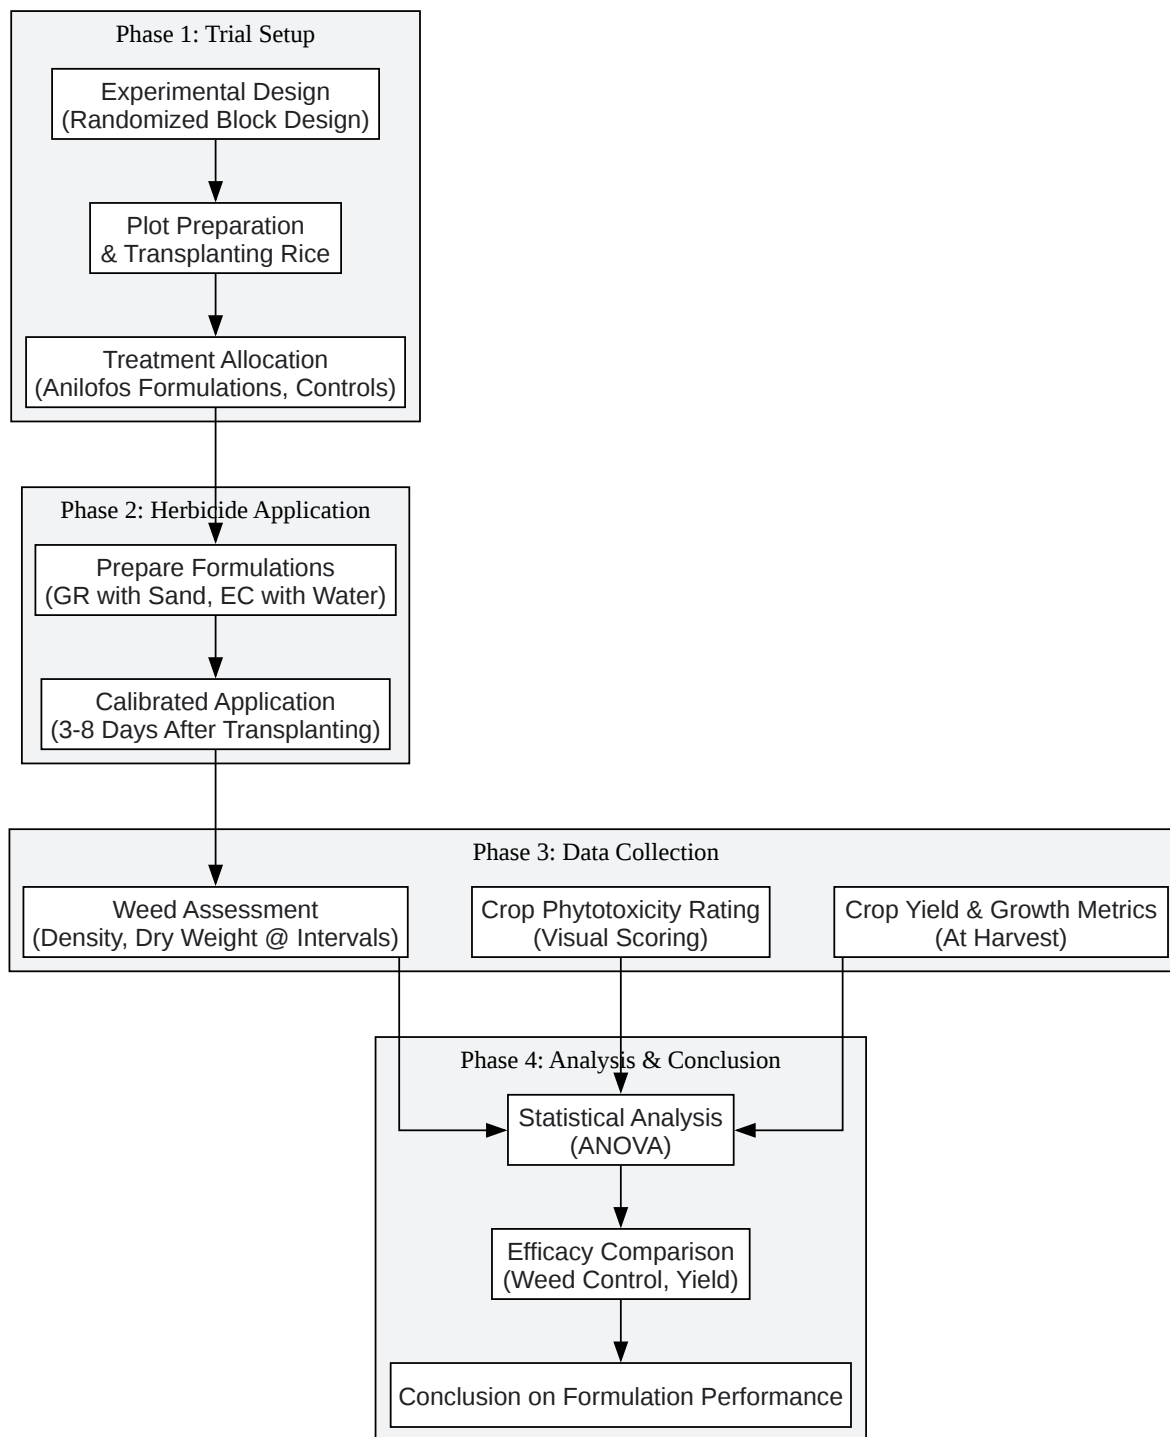 Phase 1: Trial Setup
Experimental Design
(Randomized Block Design)
Plot Preparation
& Transplanting Rice
Treatment Allocation
(Anilofos Formulations, Controls)
Phase 2: Herbicide Application
Prepare Formulations
(GR with Sand, EC with Water)
Calibrated Application
(3-8 Days After Transplanting)
Phase 3: Data Collection
Weed Assessment
(Density, Dry Weight @ Intervals)
Crop Phytotoxicity Rating
(Visual Scoring)
Crop Yield & Growth Metrics
(At Harvest)
Phase 4: Analysis & Conclusion
Statistical Analysis
(ANOVA)
Efficacy Comparison
(Weed Control, Yield)
Conclusion on Formulation Performance